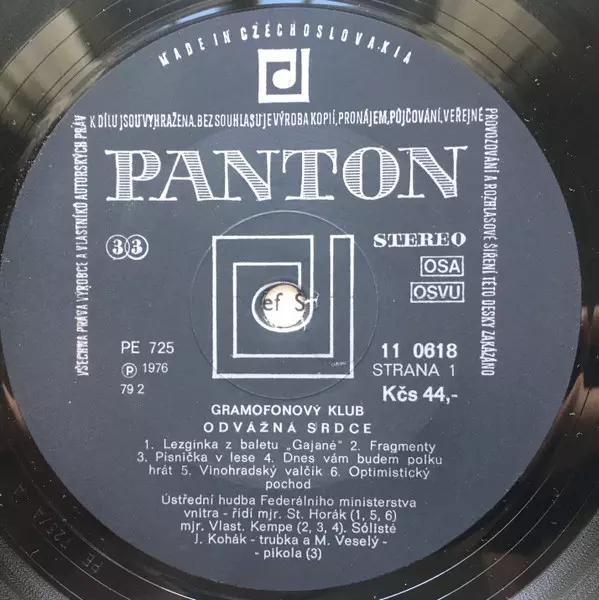 MADE IN CZECHOSLOVAKIA
VŠECHNA PRÁVA VÝROBCE A VLASTNÍKŮ AUTORSKÝCH PRÁV
K DÍLU JSOU VYHRAŽENA. BEZ SOUHLASU JE VÝROBA KOPIÍ, PRONÁJEM, PŮJČOVÁNÍ, VEŘEJNÉ
PROVOZOVÁNÍ A ROZHLASOVÉ ŠÍŘENÍ TÉTO DESKY ZAKÁZÁNO
PANTON
33
STEREO
OSA
OSVU
ef S
PE 725
℗ 1976
79 2
11 0618
STRANA 1
Kčs 44,-
GRAMOFONOVÝ KLUB
ODVÁŽNÁ SRDCE
1. Lezginka z baletu „Gajané" 2. Fragmenty
3. Písnička v lese 4. Dnes vám budem polku
hrát 5. Vinohradský valčík 6. Optimistický
pochod
Ústřední hudba Federálního ministerstva
vnitra - řídí mjr. St. Horák (1, 5, 6)
mjr. Vlast. Kempe (2, 3, 4). Sólisté
J. Kohák - trubka a M. Veselý -
- pikola (3)